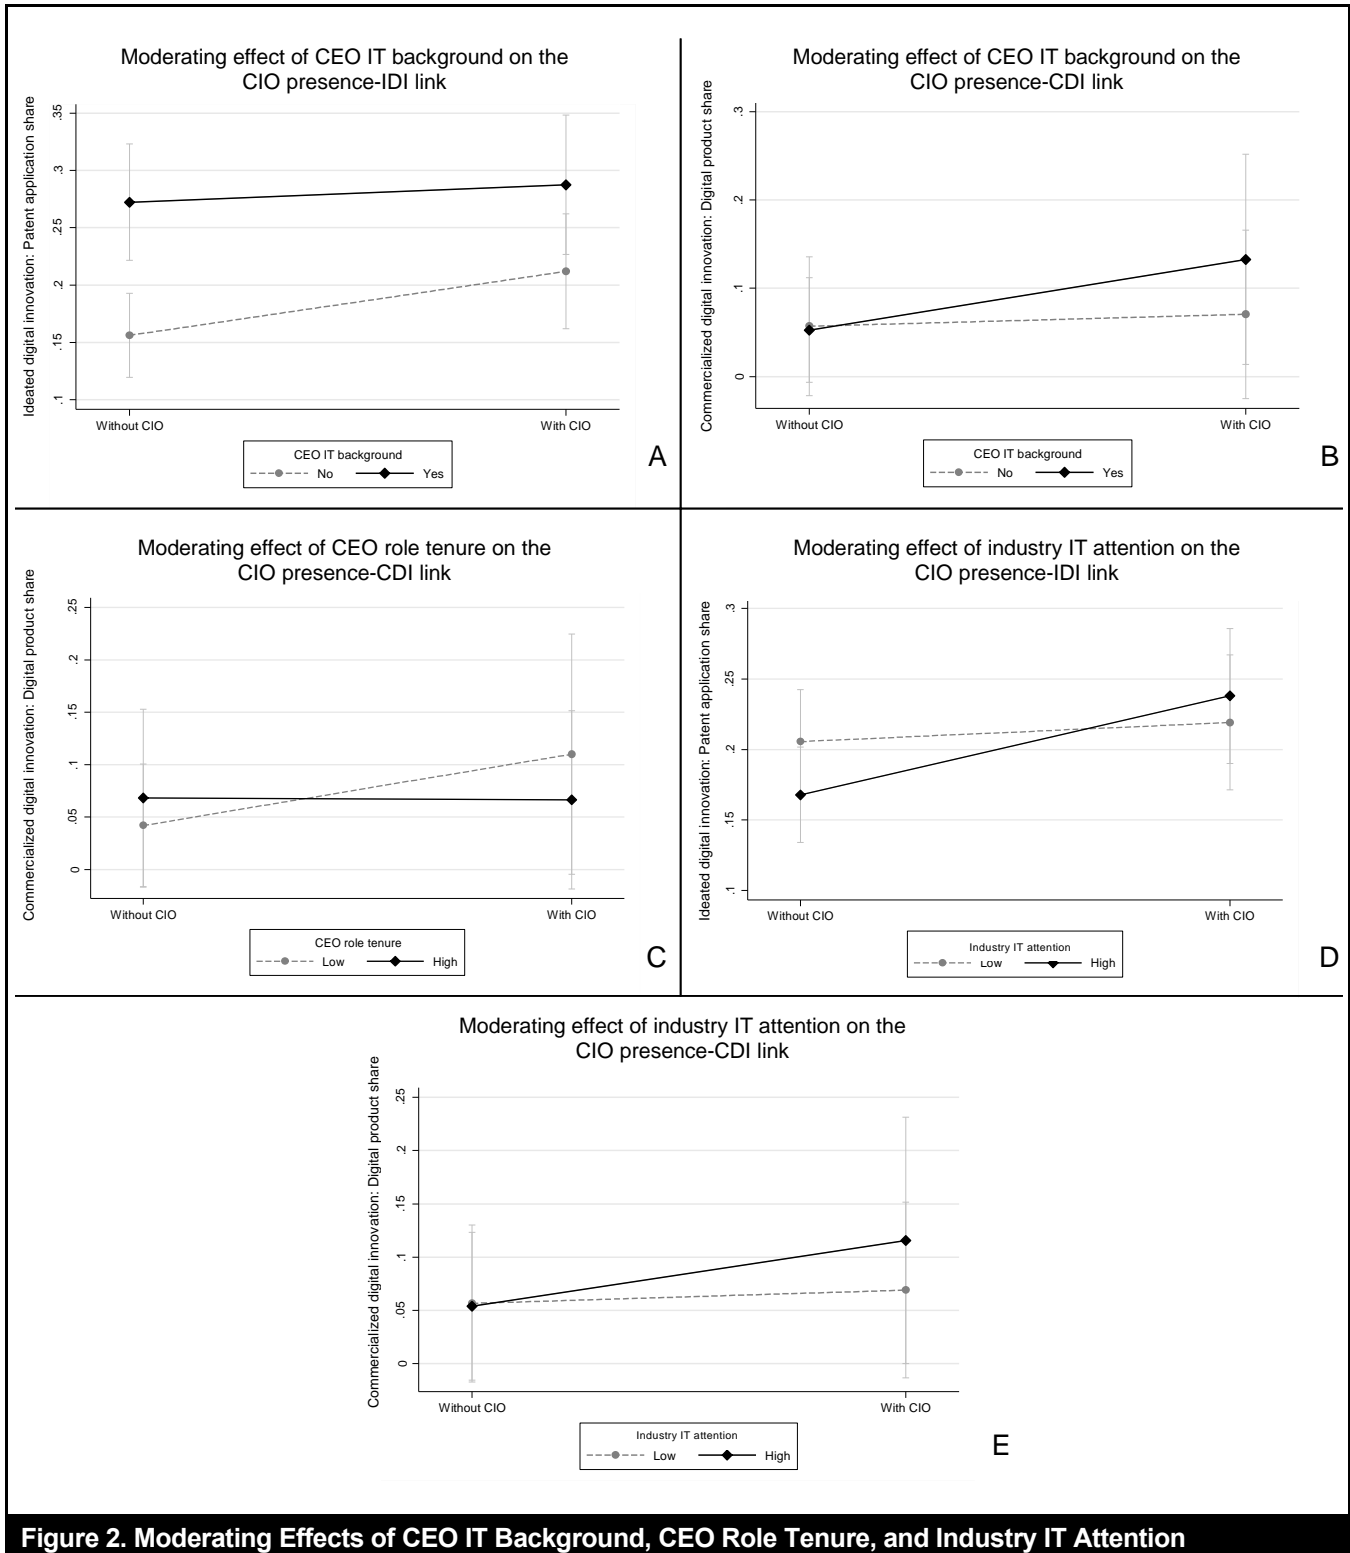 Moderating effect of CEO IT background on the
CIO presence-IDI link
Ideated digital innovation: Patent application share
.35
.3
.25
.2
.15
.1
Without CIO
With CIO
CEO IT background
No
Yes
A
Moderating effect of CEO IT background on the
CIO presence-CDI link
Commercialized digital innovation: Digital product share
.3
.2
.1
0
Without CIO
With CIO
CEO IT background
No
Yes
B
Moderating effect of CEO role tenure on the
CIO presence-CDI link
Commercialized digital innovation: Digital product share
.25
.2
.15
.1
.05
0
Without CIO
With CIO
CEO role tenure
Low
High
C
Moderating effect of industry IT attention on the
CIO presence-IDI link
Ideated digital innovation: Patent application share
.3
.25
.2
.15
.1
Without CIO
With CIO
Industry IT attention
Low
High
D
Moderating effect of industry IT attention on the
CIO presence-CDI link
Commercialized digital innovation: Digital product share
.25
.2
.15
.1
.05
0
Without CIO
With CIO
Industry IT attention
Low
High
E
Figure 2. Moderating Effects of CEO IT Background, CEO Role Tenure, and Industry IT Attention